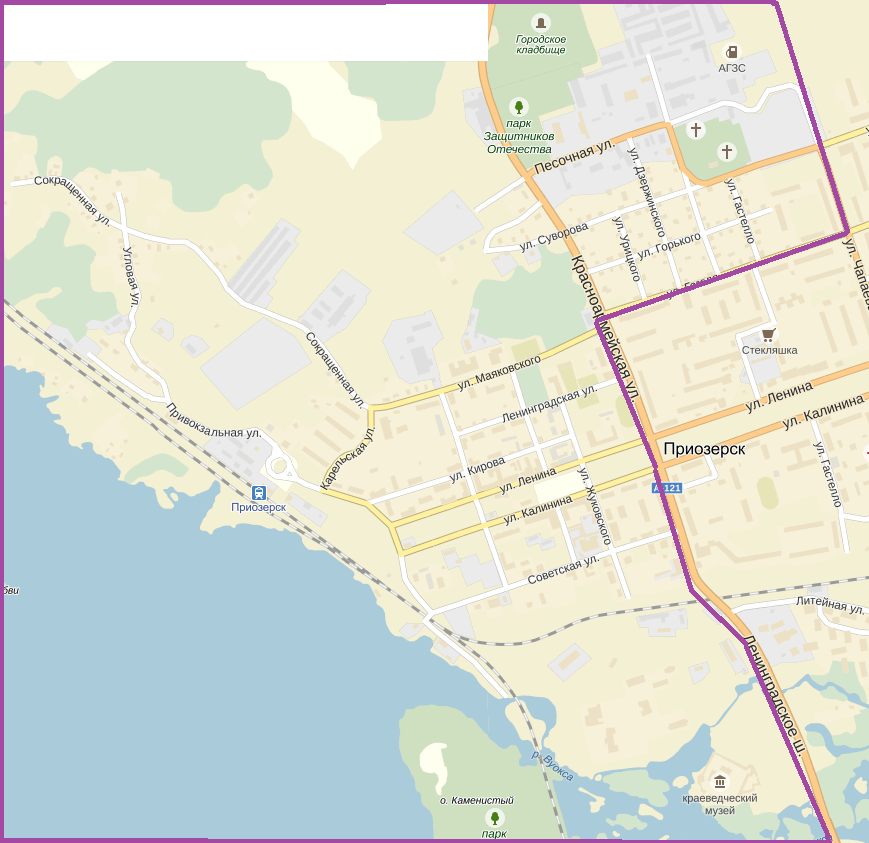 Городское
кладбище
АГЗС
парк
Защитников
Отечества
Песочная ул.
Сокращенная ул.
ул. Дзержинского
ул. Гастелло
ул. Суворова
ул. Урицкого
ул. Горького
Угловая ул.
Красноармейская ул.
ул. Чапаева
Сокращенная ул.
Стекляшка
ул. Маяковского
Ленинградская ул.
ул. Ленина
ул. Калинина
Привокзальная ул.
Карельская ул.
Приозерск
ул. Кирова
ул. Ленина
ул. Гастелло
ул. Жуковского
Приозерск
ул. Калинина
Советская ул.
Литейная ул.
Ленинградское ш.
р. Вуокса
о. Каменистый
краеведческий
музей
парк